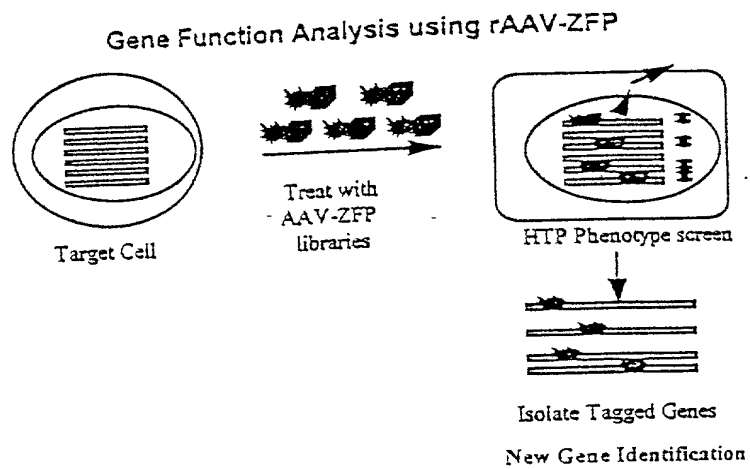 Gene Function Analysis using rAAV-ZFP
Target Cell
Treat with
AAV-ZFP
libraries
HTP Phenotype screen
Isolate Tagged Genes
New Gene Identification